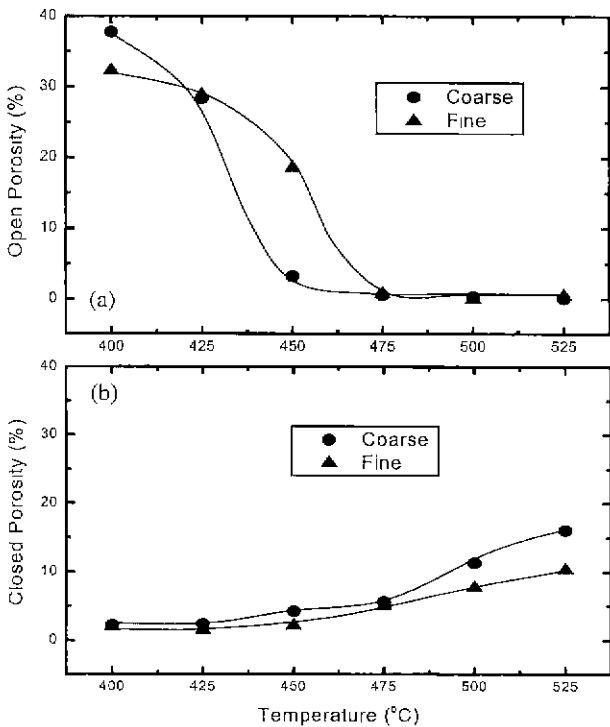 40
30
20
10
0
Open Porosity (%)
Coarse
Fine
(a)
400 425 450 475 500 525
40
30
20
10
0
Closed Porosity (%)
(b)
Coarse
Fine
400 425 450 475 500 525
Temperature (⁰C)